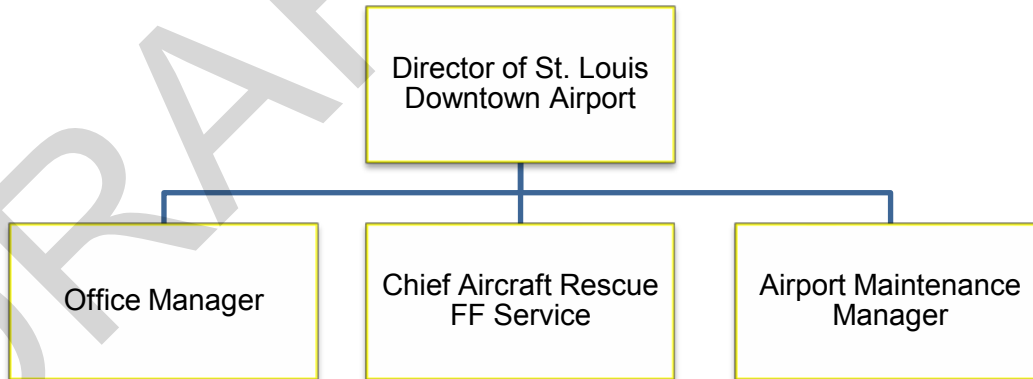 Director of St. Louis
Downtown Airport
Office Manager
Chief Aircraft Rescue
FF Service
Airport Maintenance
Manager